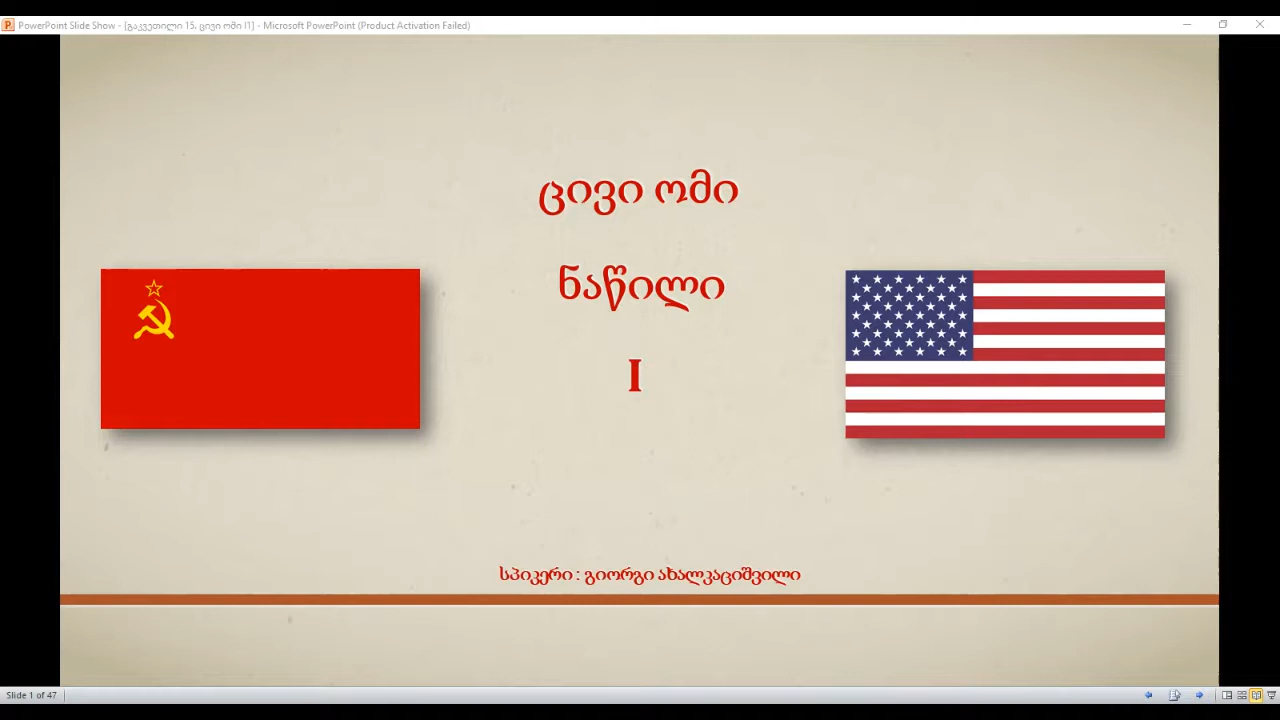 PowerPoint Slide Show - [გაკვეთილი 15. ცივი ომი I1] - Microsoft PowerPoint (Product Activation Failed)
ცივი ომი
ნაწილი
I
სპიკერი : გიორგი ახალკაციშვილი
Slide 1 of 47